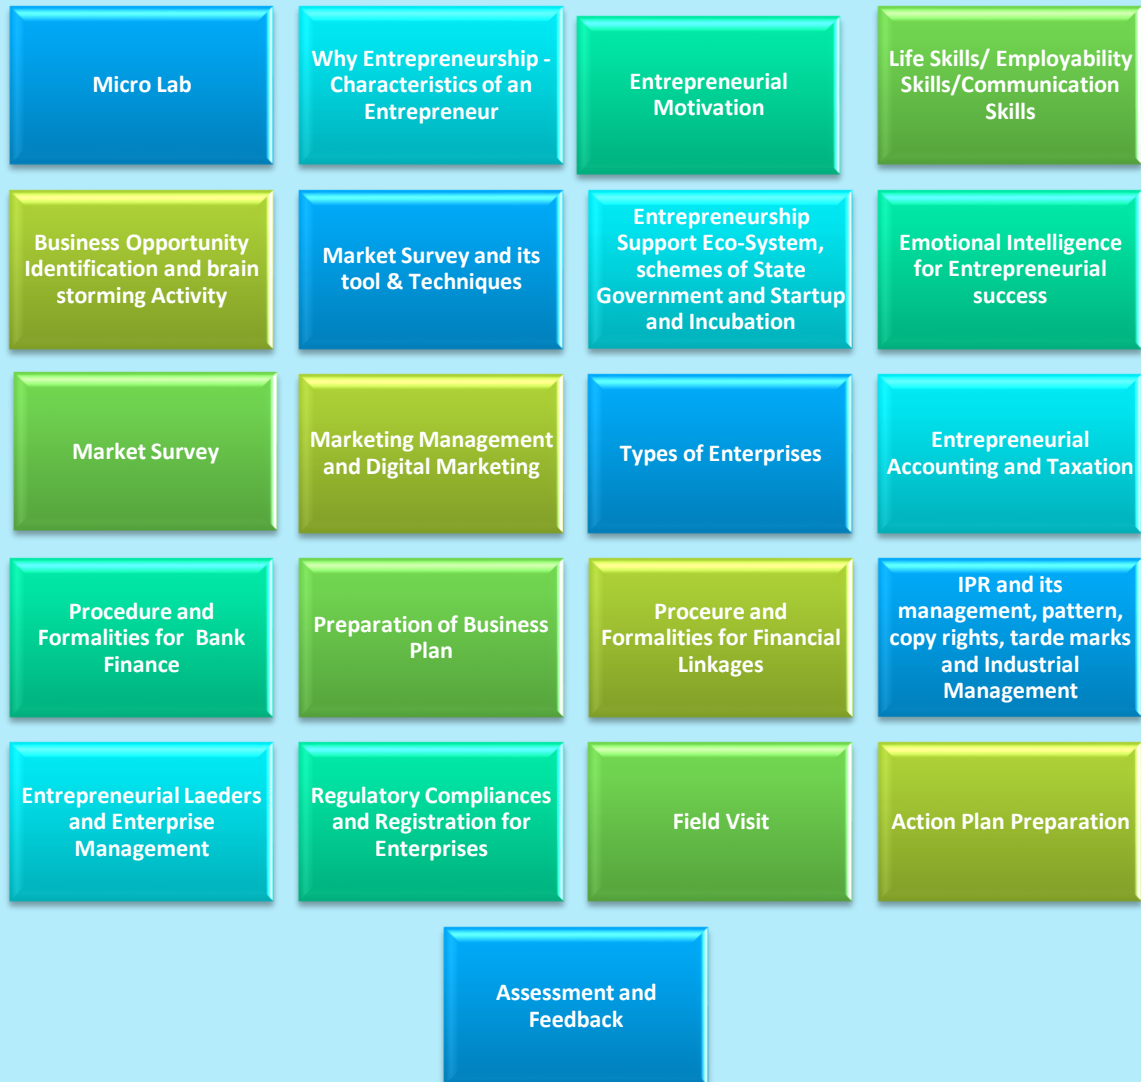 Micro Lab
Why Entrepreneurship -
Characteristics of an
Entrepreneur
Entrepreneurial
Motivation
Life Skills/ Employability
Skills/Communication
Skills
Business Opportunity
Identification and brain
storming Activity
Market Survey and its
tool & Techniques
Entrepreneurship
Support Eco-System,
schemes of State
Government and Startup
and Incubation
Emotional Intelligence
for Entrepreneurial
success
Market Survey
Marketing Management
and Digital Marketing
Types of Enterprises
Entrepreneurial
Accounting and Taxation
Procedure and
Formalities for Bank
Finance
Preparation of Business
Plan
Proceure and
Formalities for Financial
Linkages
IPR and its
management, pattern,
copy rights, tarde marks
and Industrial
Management
Entrepreneurial Laeders
and Enterprise
Management
Regulatory Compliances
and Registration for
Enterprises
Field Visit
Action Plan Preparation
Assessment and
Feedback